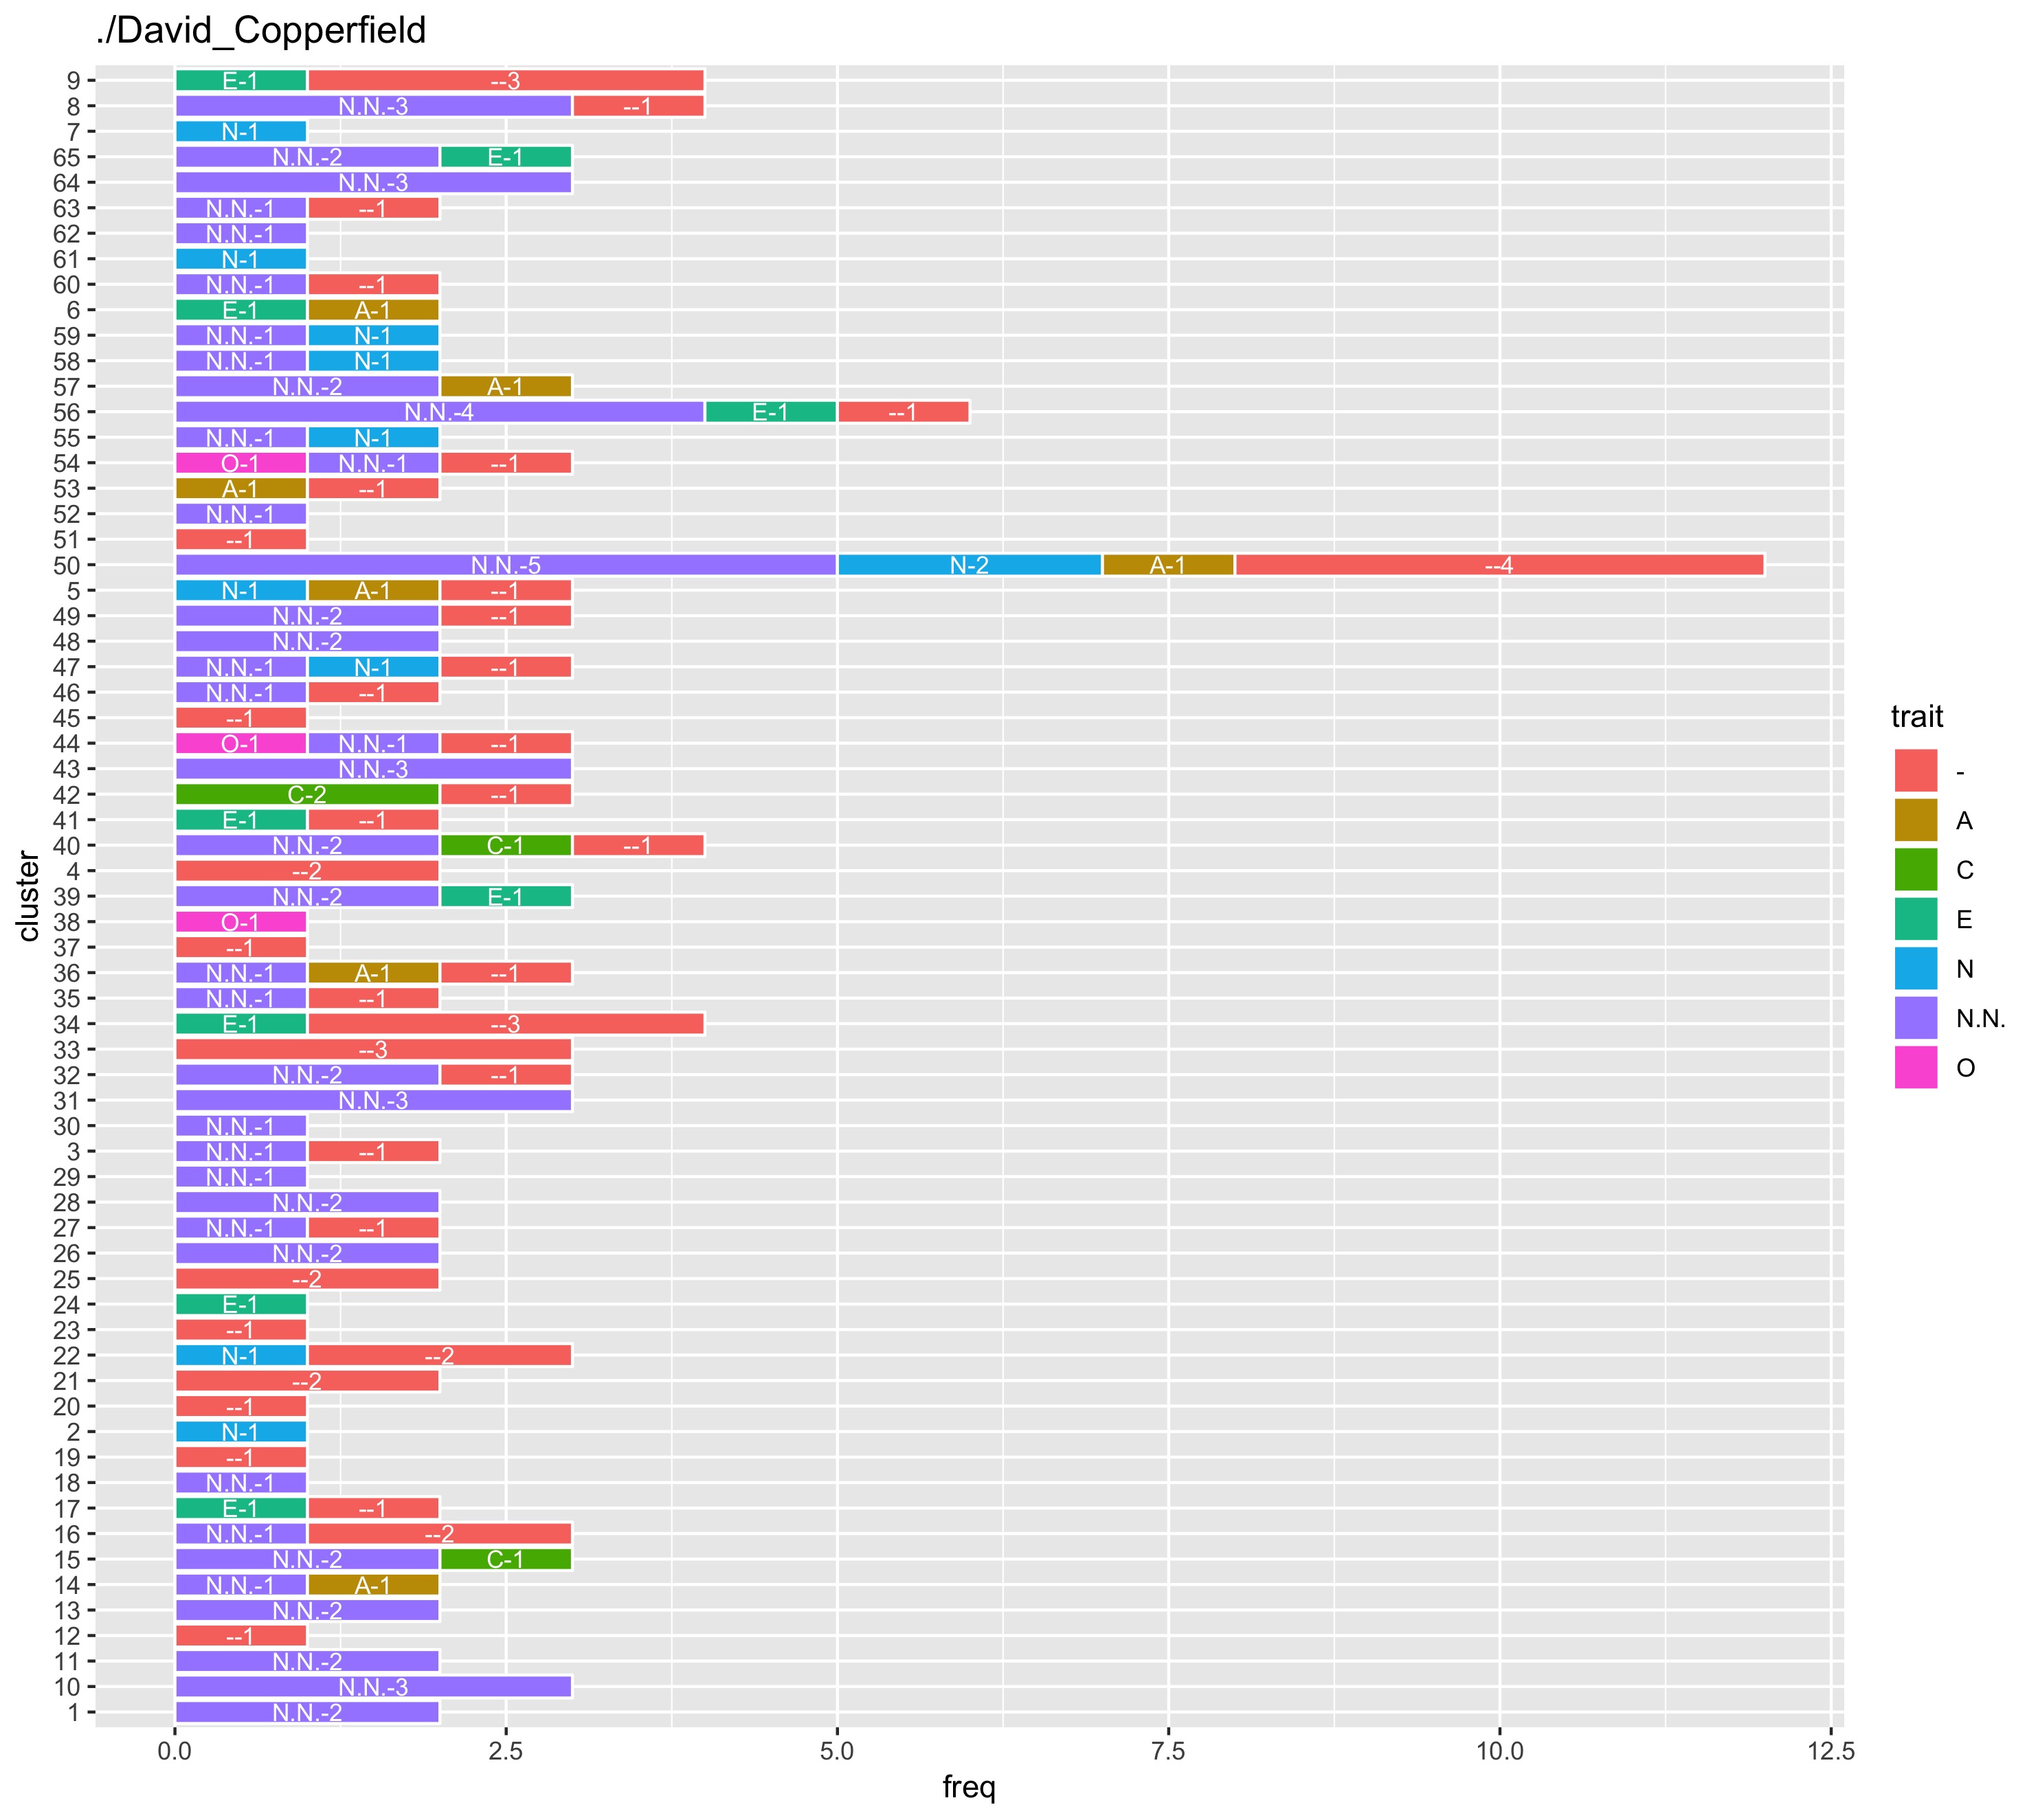 ./David_Copperfield
9 E-1 --3
8 N.N.-3 --1
7 N-1
65 N.N.-2 E-1
64 N.N.-3
63 N.N.-1 --1
62 N.N.-1
61 N-1
60 N.N.-1 --1
6 E-1 A-1
59 N.N.-1 N-1
58 N.N.-1 N-1
57 N.N.-2 A-1
56 N.N.-4 E-1 --1
55 N.N.-1 N-1
54 O-1 N.N.-1 --1
53 A-1 --1
52 N.N.-1
51 --1
50 N.N.-5 N-2 A-1 --4
5 N-1 A-1 --1
49 N.N.-2 --1
48 N.N.-2
47 N.N.-1 N-1 --1
46 N.N.-1 --1
45 --1
44 O-1 N.N.-1 --1
43 N.N.-3
42 C-2 --1
41 E-1 --1
40 N.N.-2 C-1 --1
4 --2
39 N.N.-2 E-1
38 O-1
37 --1
36 N.N.-1 A-1 --1
35 N.N.-1 --1
34 E-1 --3
33 --3
32 N.N.-2 --1
31 N.N.-3
30 N.N.-1
3 N.N.-1 --1
29 N.N.-1
28 N.N.-2
27 N.N.-1 --1
26 N.N.-2
25 --2
24 E-1
23 --1
22 N-1 --2
21 --2
20 --1
2 N-1
19 --1
18 N.N.-1
17 E-1 --1
16 N.N.-1 --2
15 N.N.-2 C-1
14 N.N.-1 A-1
13 N.N.-2
12 --1
11 N.N.-2
10 N.N.-3
1 N.N.-2
0.0 2.5 5.0 7.5 10.0 12.5
freq
cluster
trait
-
A
C
E
N
N.N.
O